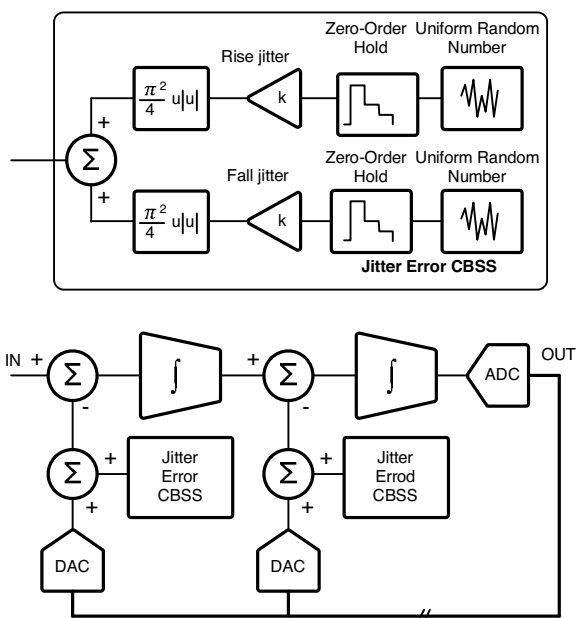 Zero-Order
Hold
Uniform Random
Number
Rise jitter
π²/4 u|u|
k
+
Σ
+
Zero-Order
Hold
Uniform Random
Number
Fall jitter
π²/4 u|u|
k
Jitter Error CBSS
IN + Σ ∫ + Σ ∫ ADC OUT
- -
Σ + Jitter
Error
CBSS
+
Σ + Jitter
Errod
CBSS
+
DAC DAC
//